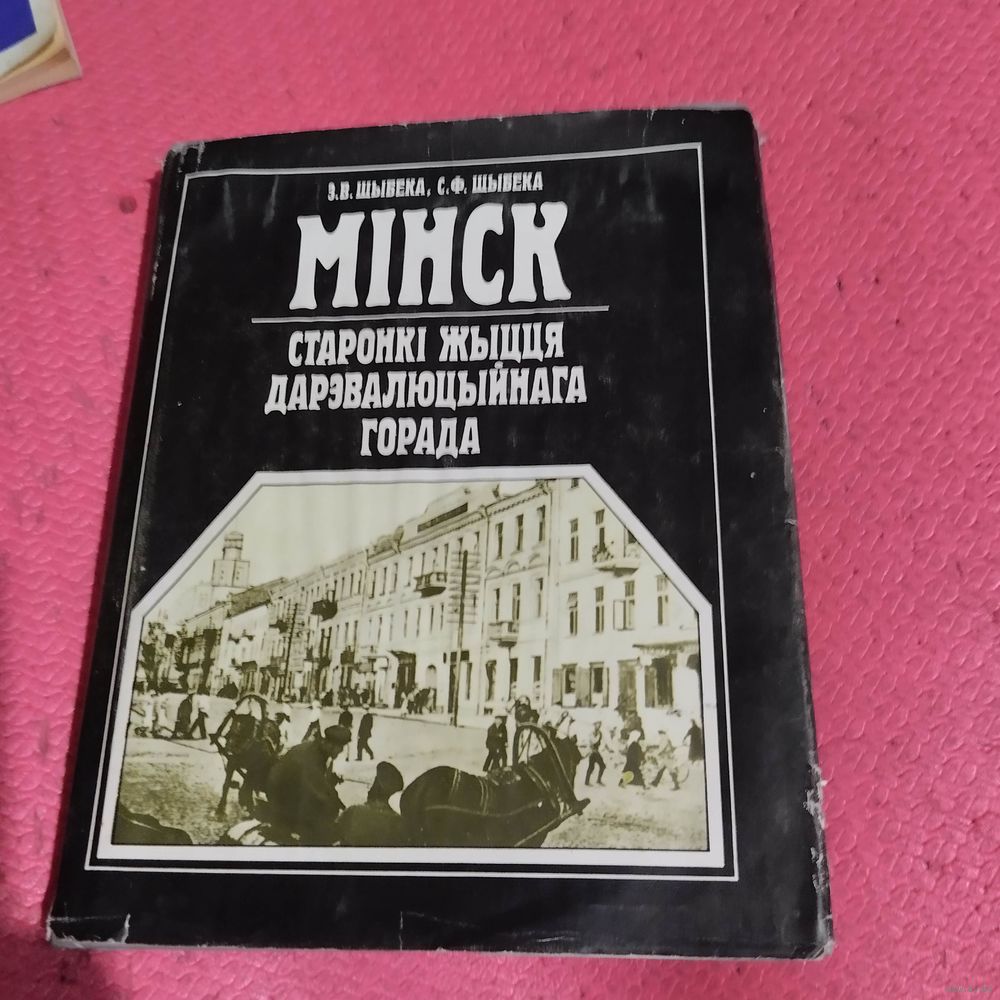 Э.В. ШЫБЕКА, С.Ф. ШЫБЕКА
МІНСК
СТАРОНКІ ЖЫЦЦЯ
ДАРЭВАЛЮЦЫЙНАГА
ГОРАДА